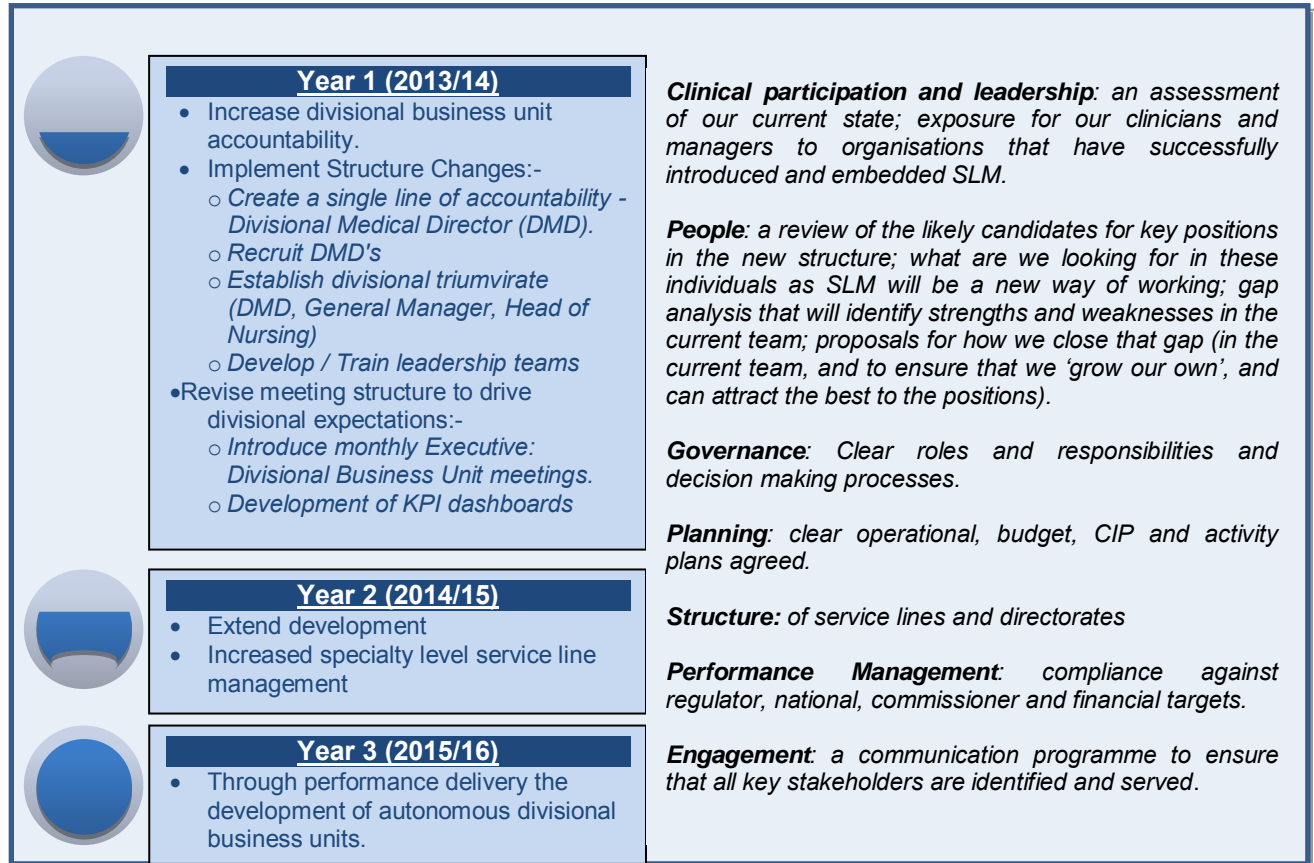 Year 1 (2013/14)
• Increase divisional business unit
accountability.
• Implement Structure Changes:-
o Create a single line of accountability -
Divisional Medical Director (DMD).
o Recruit DMD's
o Establish divisional triumvirate
(DMD, General Manager, Head of
Nursing)
o Develop / Train leadership teams
•Revise meeting structure to drive
divisional expectations:-
o Introduce monthly Executive:
Divisional Business Unit meetings.
o Development of KPI dashboards
Year 2 (2014/15)
• Extend development
• Increased specialty level service line
management
Year 3 (2015/16)
• Through performance delivery the
development of autonomous divisional
business units.
Clinical participation and leadership: an assessment
of our current state; exposure for our clinicians and
managers to organisations that have successfully
introduced and embedded SLM.
People: a review of the likely candidates for key positions
in the new structure; what are we looking for in these
individuals as SLM will be a new way of working; gap
analysis that will identify strengths and weaknesses in the
current team; proposals for how we close that gap (in the
current team, and to ensure that we ‘grow our own’, and
can attract the best to the positions).
Governance: Clear roles and responsibilities and
decision making processes.
Planning: clear operational, budget, CIP and activity
plans agreed.
Structure: of service lines and directorates
Performance Management: compliance against
regulator, national, commissioner and financial targets.
Engagement: a communication programme to ensure
that all key stakeholders are identified and served.